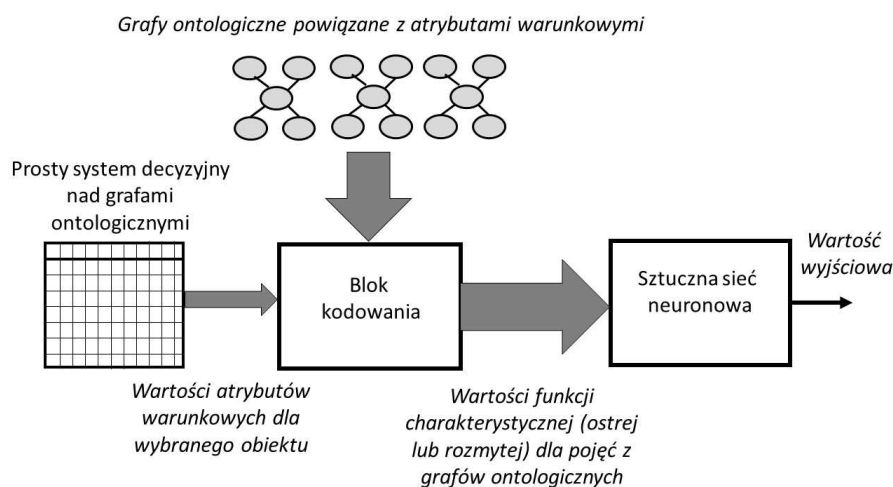 Grafy ontologiczne powiązane z atrybutami warunkowymi
Prosty system decyzyjny
nad grafami
ontologicznymi
Blok
kodowania
Sztuczna sieć
neuronowa
Wartość
wyjściowa
Wartości atrybutów
warunkowych dla
wybranego obiektu
Wartości funkcji
charakterystycznej (ostrej
lub rozmytej) dla pojęć z
grafów ontologicznych